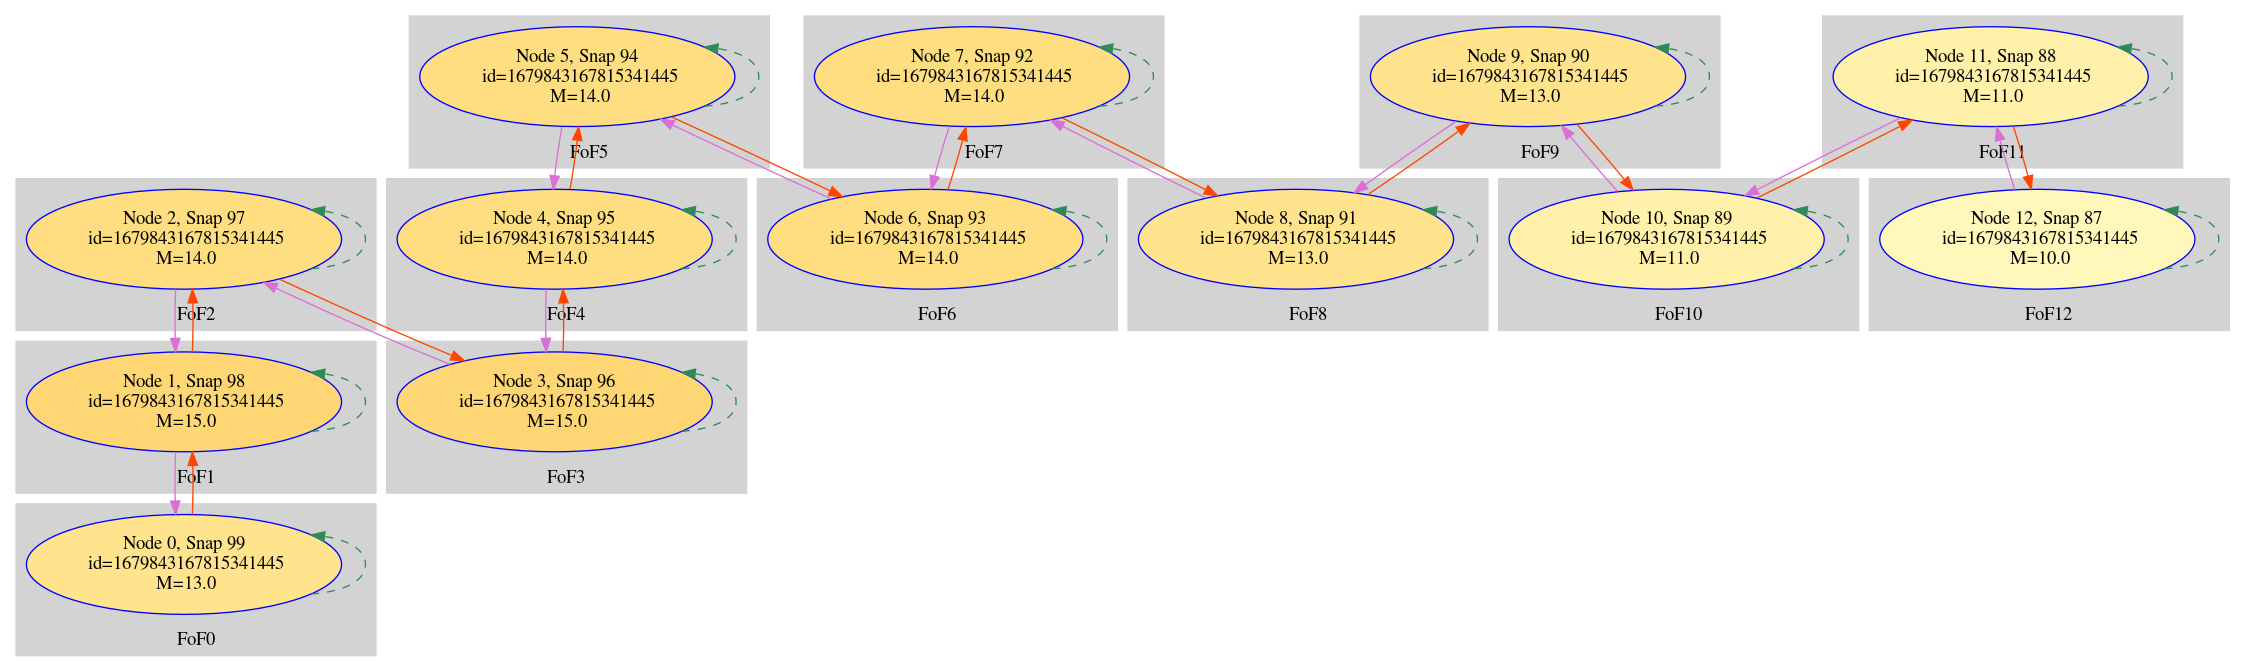 Node 5, Snap 94
id=1679843167815341445
M=14.0
FoF5
Node 7, Snap 92
id=1679843167815341445
M=14.0
FoF7
Node 9, Snap 90
id=1679843167815341445
M=13.0
FoF9
Node 11, Snap 88
id=1679843167815341445
M=11.0
FoF11
Node 2, Snap 97
id=1679843167815341445
M=14.0
FoF2
Node 4, Snap 95
id=1679843167815341445
M=14.0
FoF4
Node 6, Snap 93
id=1679843167815341445
M=14.0
FoF6
Node 8, Snap 91
id=1679843167815341445
M=13.0
FoF8
Node 10, Snap 89
id=1679843167815341445
M=11.0
FoF10
Node 12, Snap 87
id=1679843167815341445
M=10.0
FoF12
Node 1, Snap 98
id=1679843167815341445
M=15.0
FoF1
Node 3, Snap 96
id=1679843167815341445
M=15.0
FoF3
Node 0, Snap 99
id=1679843167815341445
M=13.0
FoF0